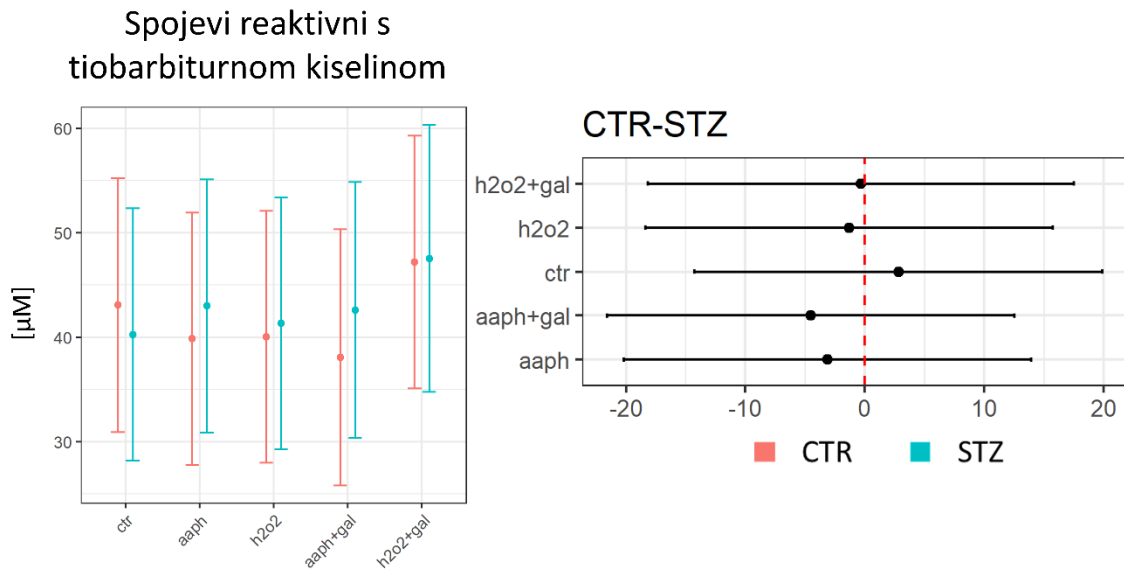 Spojevi reaktivni s
tiobarbiturnom kiselinom
[µM]
60
50
40
30
ctr
aaph
h2o2
aaph+gal
h2o2+gal
CTR-STZ
h2o2+gal
h2o2
ctr
aaph+gal
aaph
-20 -10 0 10 20
CTR STZ